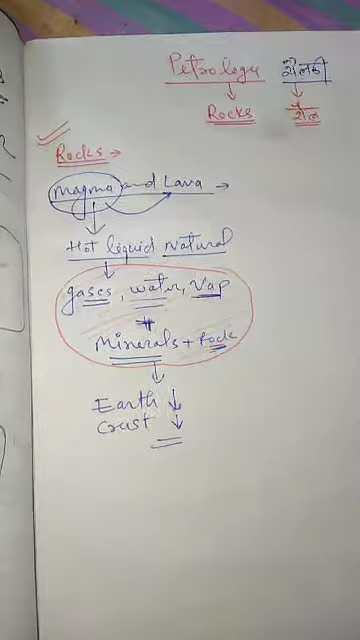 Petrology शैलकी
Rocks शैल
Rocks →
Magma and Lava →
Hot liquid Natural
gases, water, Vap
+
Minerals + Rock
Earth
Crust